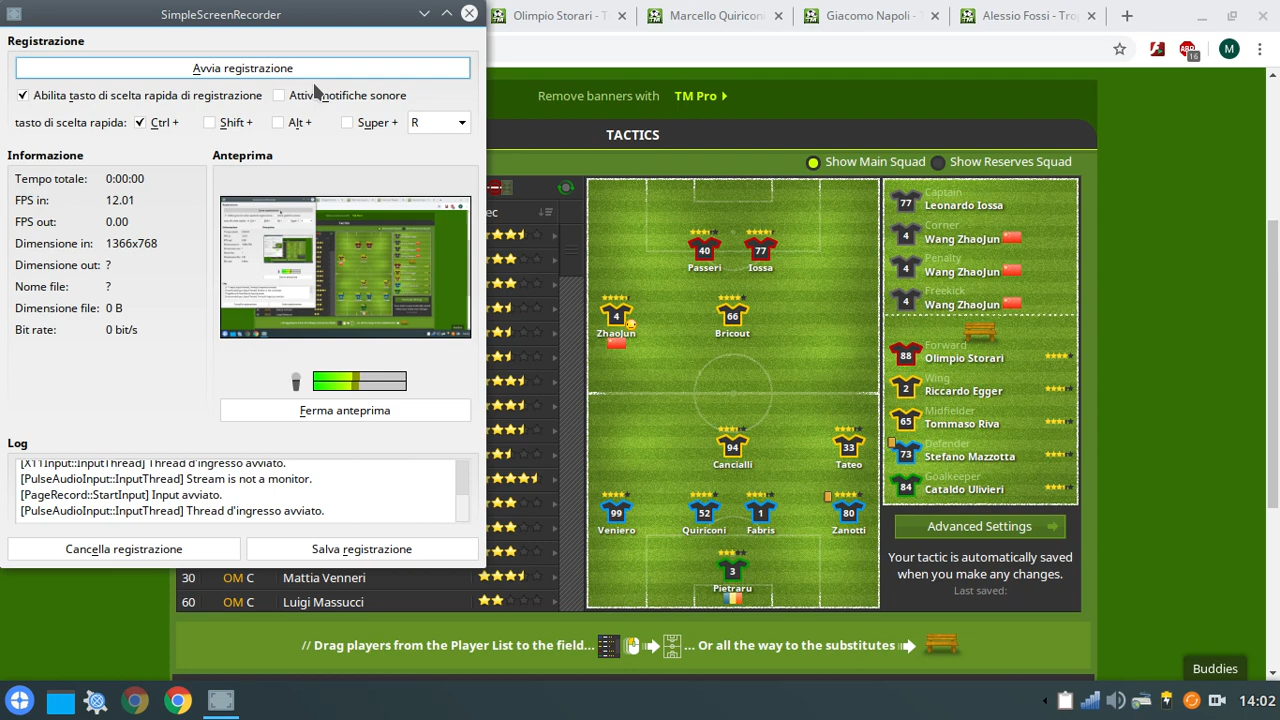 SimpleScreenRecorder
Olimpio Storari - T
Marcello Quiriconi -
Giacomo Napoli - Tr
Alessio Fossi - Tro
Registrazione
Avvia registrazione
Abilita tasto di scelta rapida di registrazione
notifiche sonore
tasto di scelta rapida: Ctrl + Shift + Alt + Super + R
Informazione
Tempo totale: 0:00:00
FPS in: 12.01
FPS out: 0.00
Dimensione in: 1366x768
Dimensione out: ?
Nome file: ?
Dimensione file: 0 B
Bit rate: 0 bit/s
Anteprima
Ferma anteprima
Log
[X11Input::InputThread] Thread d'ingresso avviato.
[PulseAudioInput::InputThread] Stream is not a monitor.
[PageRecord::StartInput] Input avviato.
[PulseAudioInput::InputThread] Thread d'ingresso avviato.
Cancella registrazione
Salva registrazione
ABP
16
M
Remove banners with TM Pro
TACTICS
Show Main Squad Show Reserves Squad
ec
40
Passeri
77
Iossa
4
ZhaoJun
66
Bricout
94
Cancialli
33
Tateo
99
Veniero
52
Quiriconi
1
Fabris
80
Zanotti
3
Pietraru
Captain
77 Leonardo Iossa
Corner
4 Wang ZhaoJun
Penalty
4 Wang ZhaoJun
Freekick
4 Wang ZhaoJun
Forward
88 Olimpio Storari
Wing
2 Riccardo Egger
Midfielder
65 Tommaso Riva
Defender
73 Stefano Mazzotta
Goalkeeper
84 Cataldo Ulivieri
Advanced Settings
Your tactic is automatically saved
when you make any changes.
Last saved:
30 OM C Mattia Venneri
60 OM C Luigi Massucci
// Drag players from the Player List to the field... ... Or all the way to the substitutes
Buddies
14:02